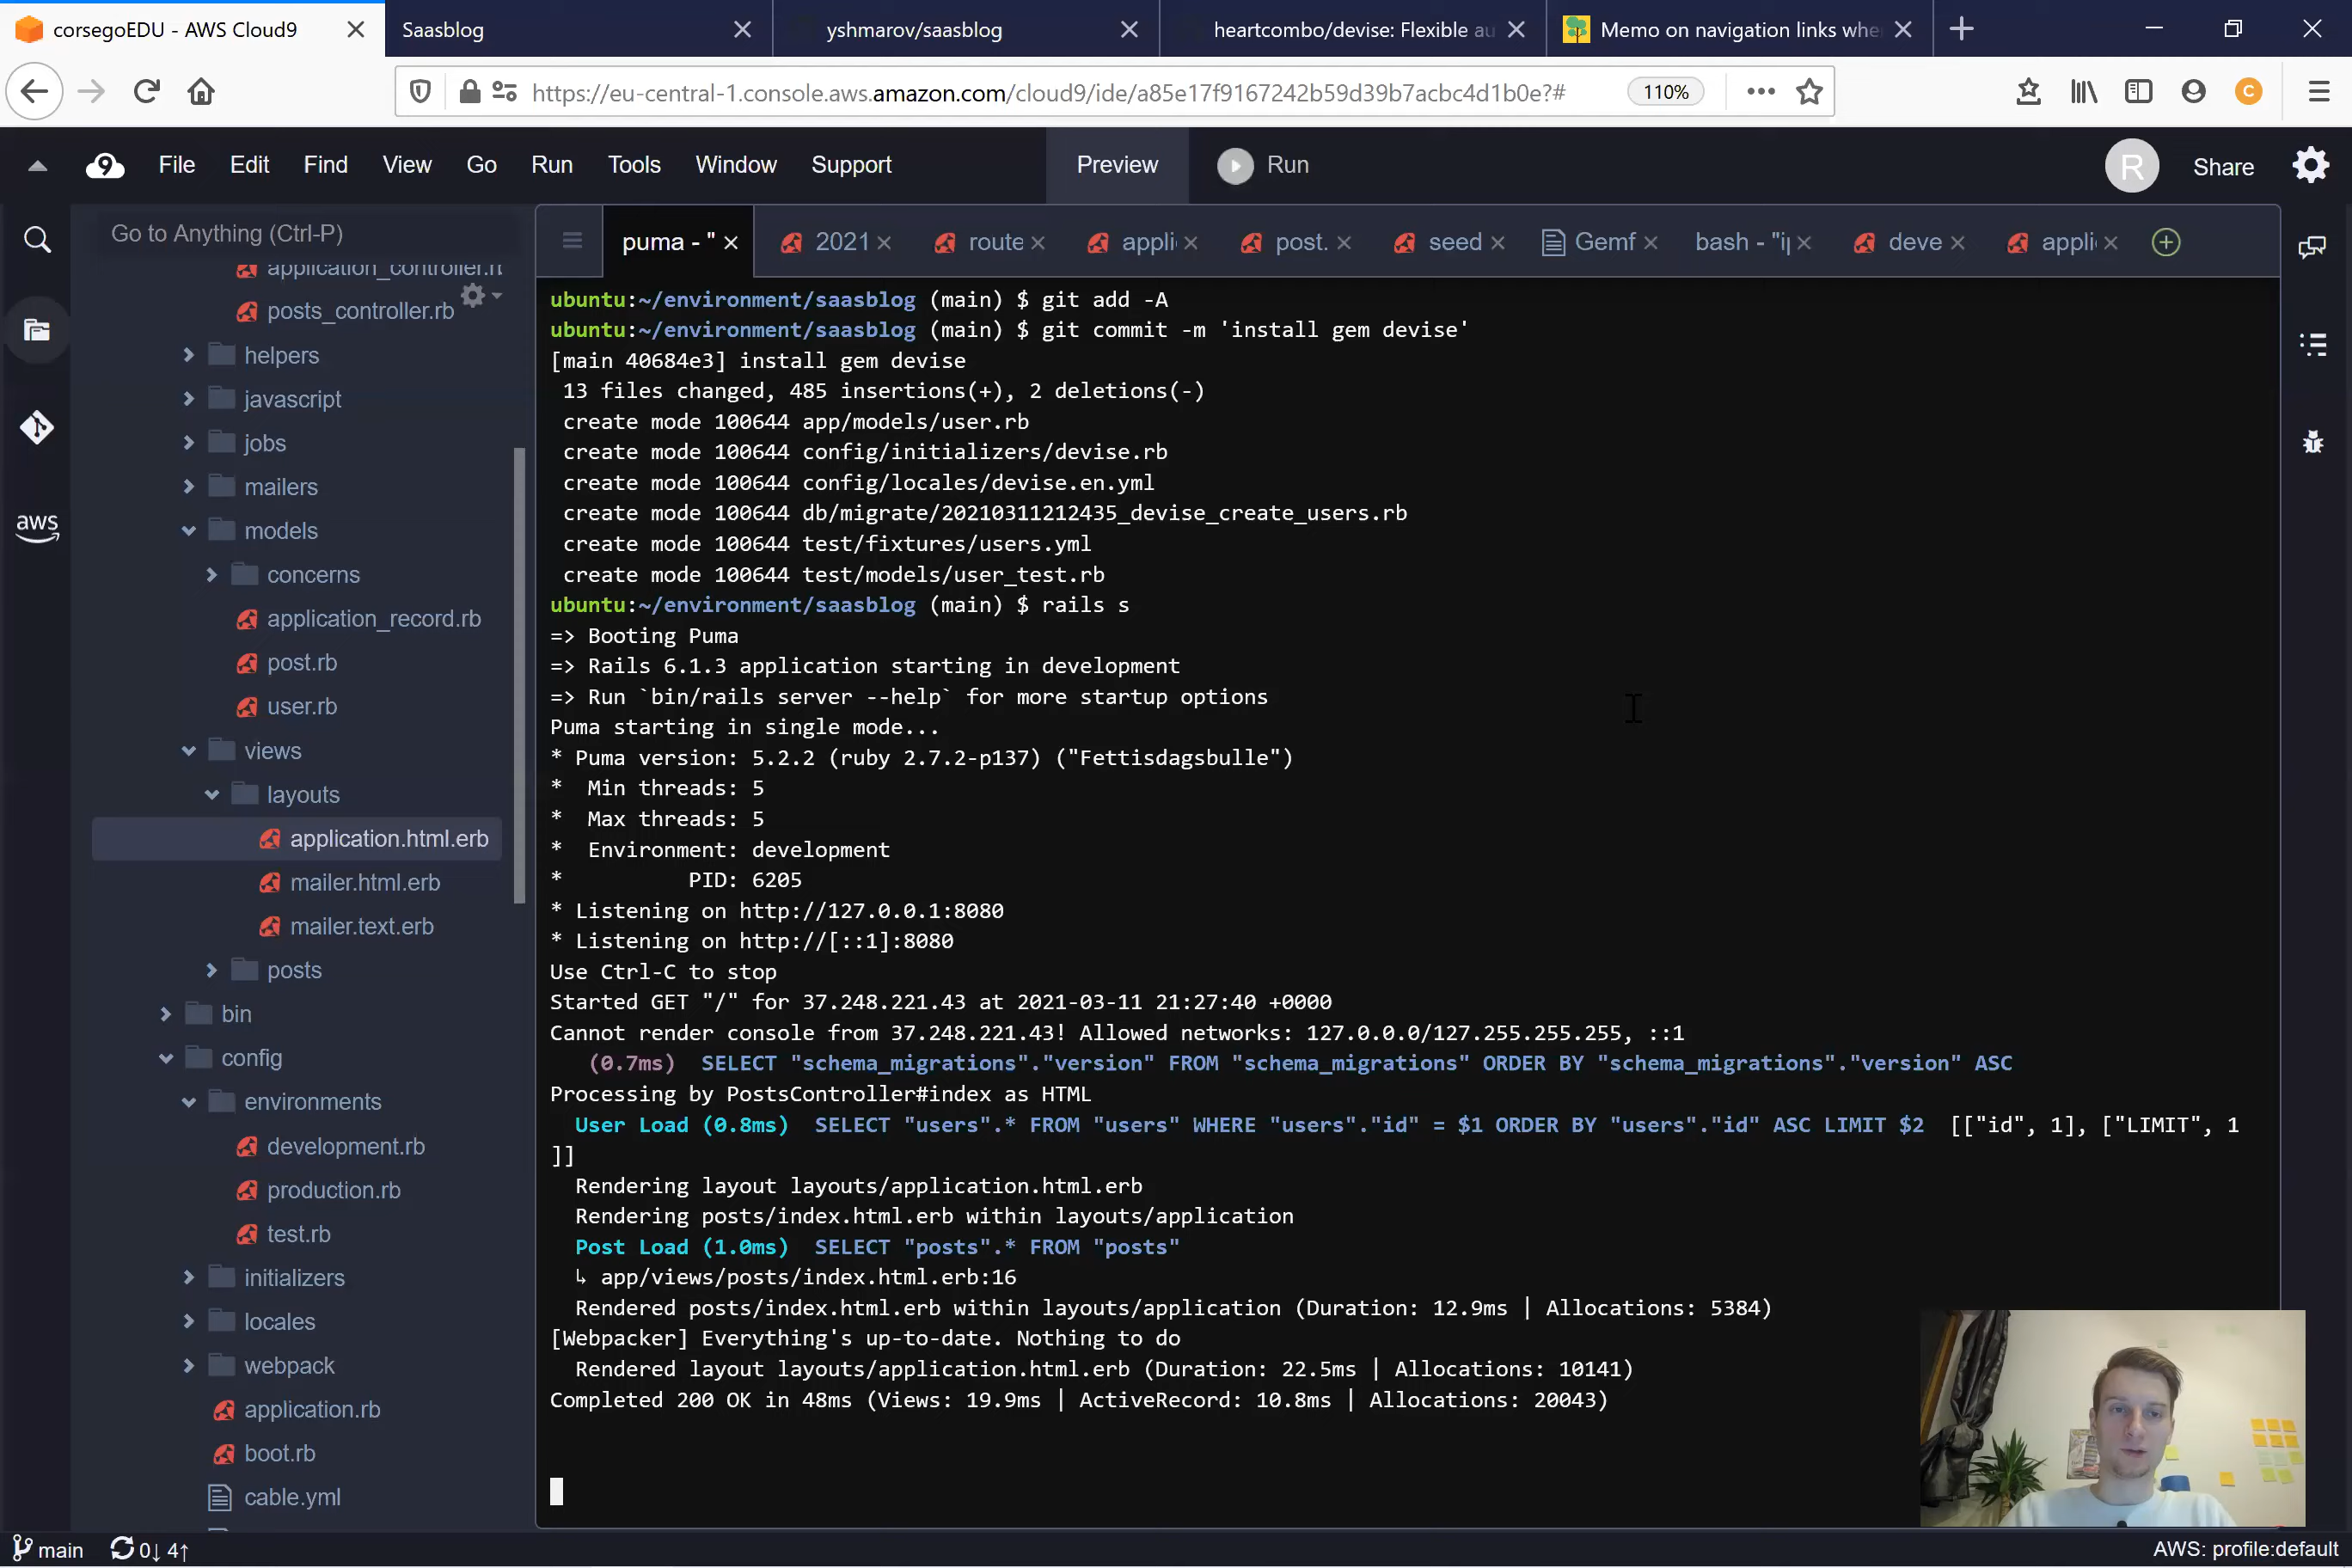 corsegoEDU - AWS Cloud9
Saasblog
yshmarov/saasblog
heartcombo/devise: Flexible au
Memo on navigation links whe
https://eu-central-1.console.aws.amazon.com/cloud9/ide/a85e17f9167242b59d39b7acbc4d1b0e?#
110%
C
9
File Edit Find View Go Run Tools Window Support
Preview
Run
R
Share
Go to Anything (Ctrl-P)
puma - "
2021
route
appli
post.
seed
Gemf
bash - "i
deve
appli
aws
application_controller.r
posts_controller.rb
helpers
javascript
jobs
mailers
models
concerns
application_record.rb
post.rb
user.rb
views
layouts
application.html.erb
mailer.html.erb
mailer.text.erb
posts
bin
config
environments
development.rb
production.rb
test.rb
initializers
locales
webpack
application.rb
boot.rb
cable.yml
ubuntu:~/environment/saasblog (main) $ git add -A
ubuntu:~/environment/saasblog (main) $ git commit -m 'install gem devise'
[main 40684e3] install gem devise
13 files changed, 485 insertions(+), 2 deletions(-)
create mode 100644 app/models/user.rb
create mode 100644 config/initializers/devise.rb
create mode 100644 config/locales/devise.en.yml
create mode 100644 db/migrate/20210311212435_devise_create_users.rb
create mode 100644 test/fixtures/users.yml
create mode 100644 test/models/user_test.rb
ubuntu:~/environment/saasblog (main) $ rails s
=> Booting Puma
=> Rails 6.1.3 application starting in development
=> Run `bin/rails server --help` for more startup options
Puma starting in single mode...
* Puma version: 5.2.2 (ruby 2.7.2-p137) ("Fettisdagsbulle")
*  Min threads: 5
*  Max threads: 5
*  Environment: development
*          PID: 6205
* Listening on http://127.0.0.1:8080
* Listening on http://[::1]:8080
Use Ctrl-C to stop
Started GET "/" for 37.248.221.43 at 2021-03-11 21:27:40 +0000
Cannot render console from 37.248.221.43! Allowed networks: 127.0.0.0/127.255.255.255, ::1
(0.7ms)  SELECT "schema_migrations"."version" FROM "schema_migrations" ORDER BY "schema_migrations"."version" ASC
Processing by PostsController#index as HTML
User Load (0.8ms)  SELECT "users".* FROM "users" WHERE "users"."id" = $1 ORDER BY "users"."id" ASC LIMIT $2  [["id", 1], ["LIMIT", 1
]]
Rendering layout layouts/application.html.erb
Rendering posts/index.html.erb within layouts/application
Post Load (1.0ms)  SELECT "posts".* FROM "posts"
↳ app/views/posts/index.html.erb:16
Rendered posts/index.html.erb within layouts/application (Duration: 12.9ms | Allocations: 5384)
[Webpacker] Everything's up-to-date. Nothing to do
Rendered layout layouts/application.html.erb (Duration: 22.5ms | Allocations: 10141)
Completed 200 OK in 48ms (Views: 19.9ms | ActiveRecord: 10.8ms | Allocations: 20043)
main
0↓ 4↑
AWS: profile:default